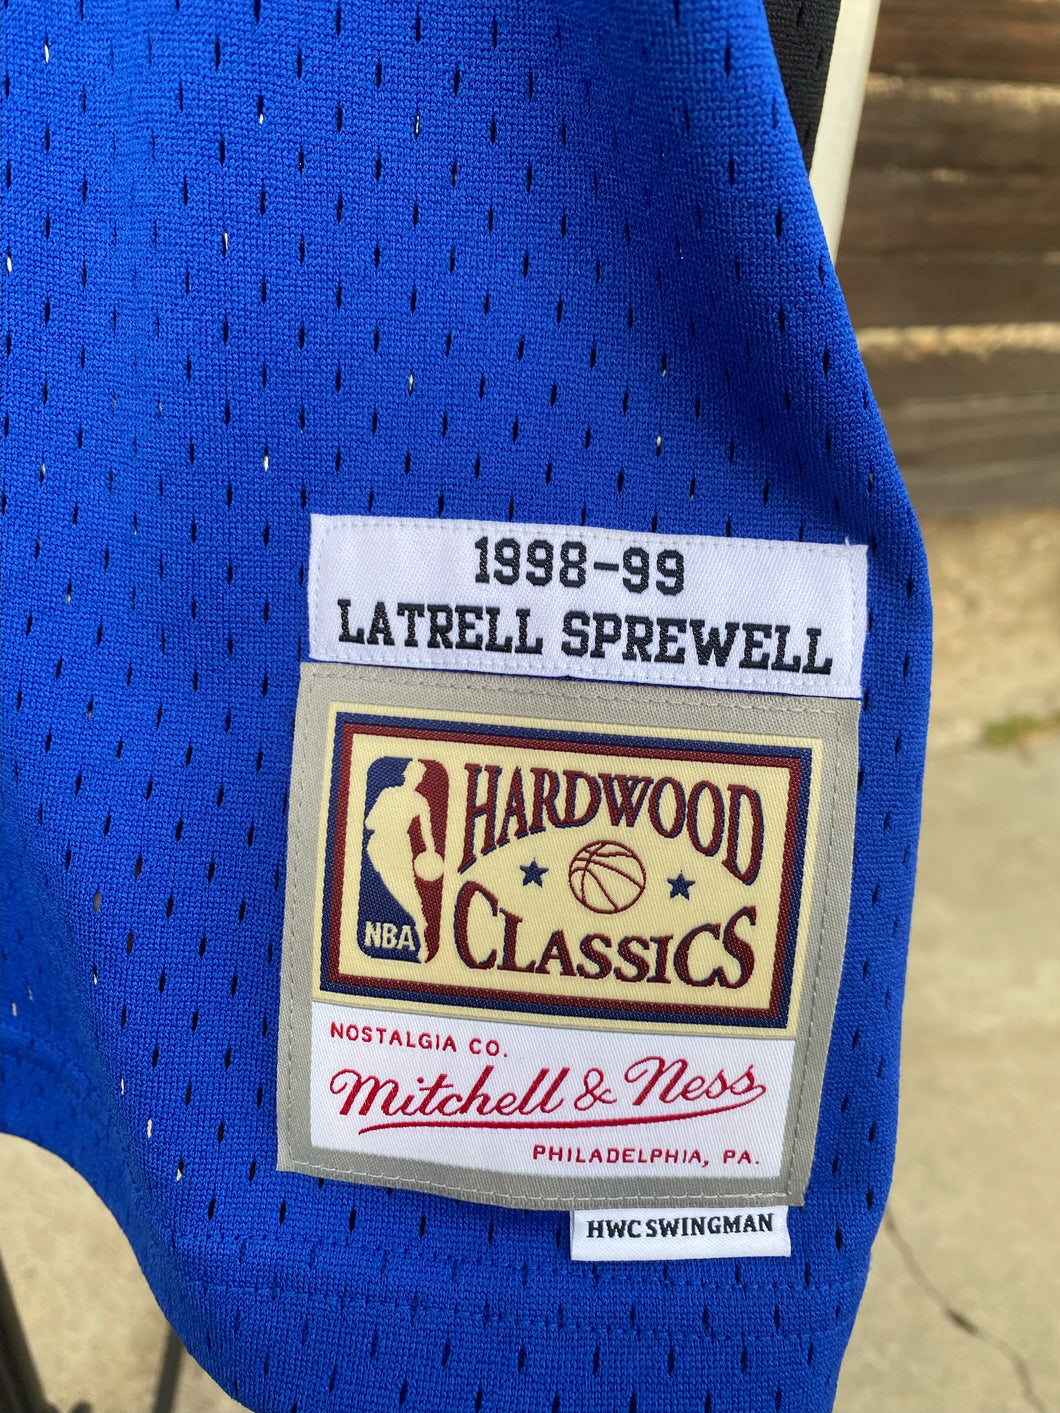 1998-99
LATRELL SPREWELL
HARDWOOD
CLASSICS
NBA
NOSTALGIA CO.
Mitchell & Ness
PHILADELPHIA, PA.
HWC SWINGMAN